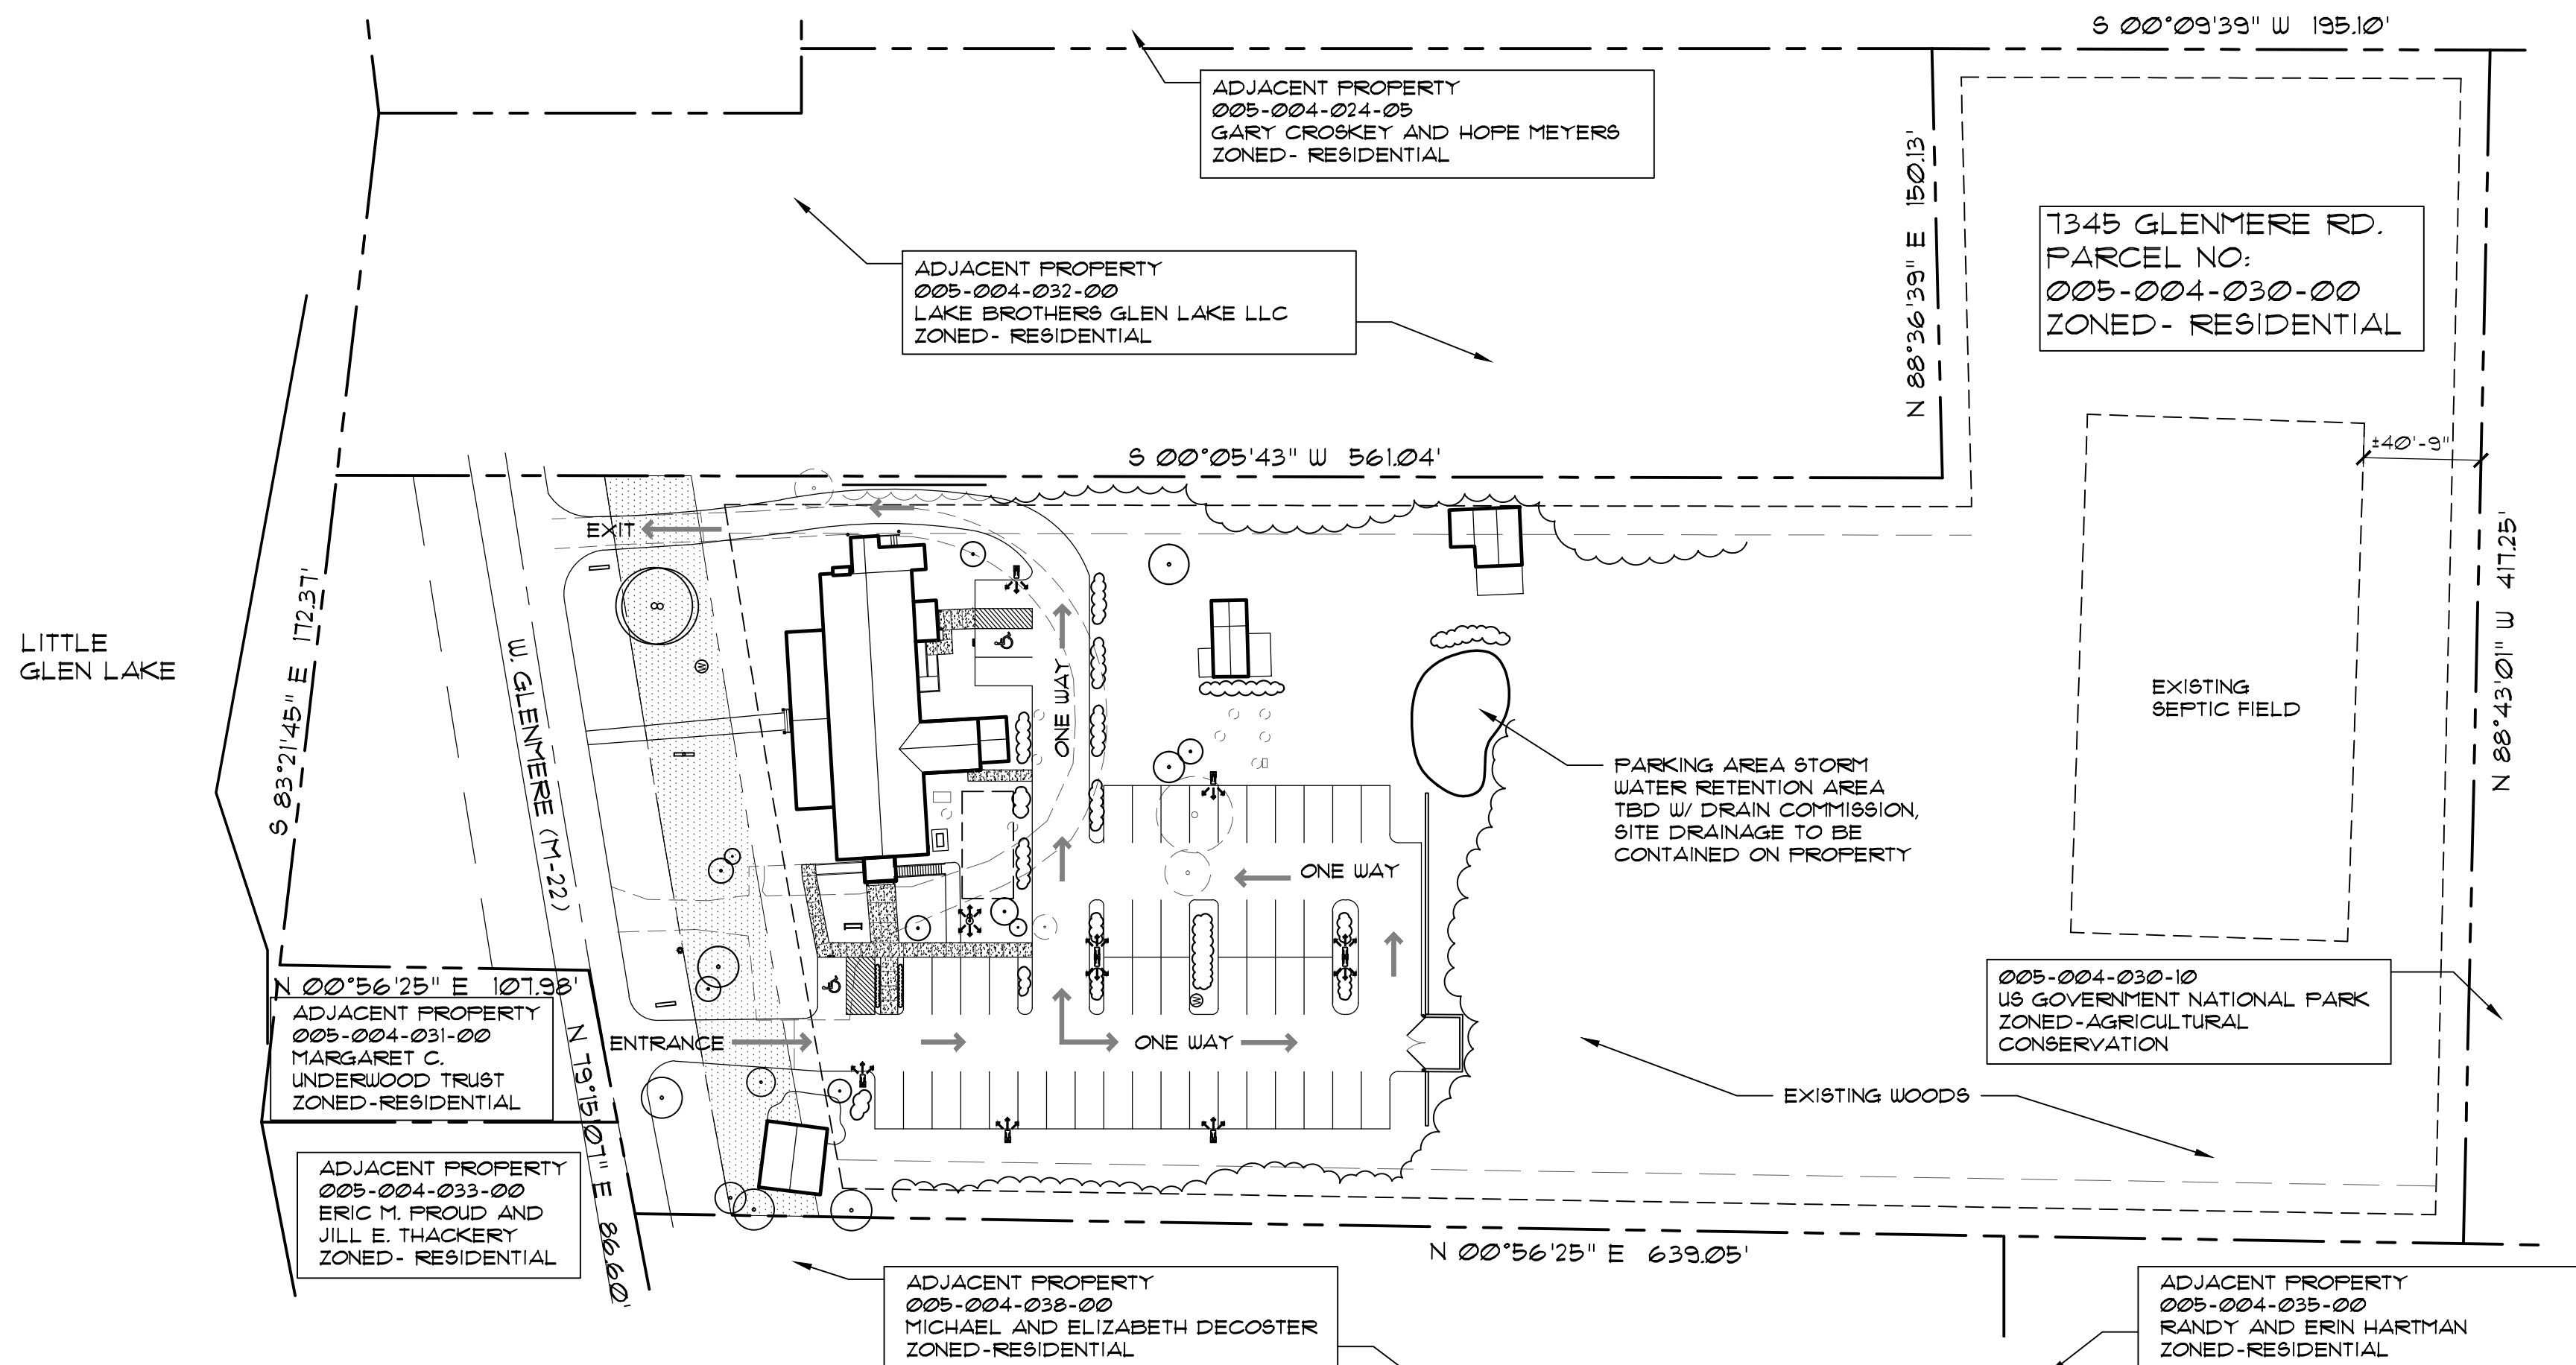 S 00°09'39" W 195.10'
ADJACENT PROPERTY
005-004-024-05
GARY CROSKEY AND HOPE MEYERS
ZONED- RESIDENTIAL
N 88°36'39" E 150.13'
7345 GLENMERE RD.
PARCEL NO:
005-004-030-00
ZONED- RESIDENTIAL
ADJACENT PROPERTY
005-004-032-00
LAKE BROTHERS GLEN LAKE LLC
ZONED- RESIDENTIAL
S 00°05'43" W 561.04'
±40'-9"
EXIT
LITTLE
GLEN LAKE
S 83°21'45" E 172.37'
W. GLENMERE (M-22)
8
W
ONE WAY
EXISTING
SEPTIC FIELD
N 88°43'01" W 417.25'
PARKING AREA STORM
WATER RETENTION AREA
TBD W/ DRAIN COMMISSION,
SITE DRAINAGE TO BE
CONTAINED ON PROPERTY
ONE WAY
N 00°56'25" E 107.98'
ADJACENT PROPERTY
005-004-031-00
MARGARET C.
UNDERWOOD TRUST
ZONED-RESIDENTIAL
N 79°15'07" E 86.60'
ENTRANCE
W
ONE WAY
005-004-030-10
US GOVERNMENT NATIONAL PARK
ZONED-AGRICULTURAL
CONSERVATION
EXISTING WOODS
ADJACENT PROPERTY
005-004-033-00
ERIC M. PROUD AND
JILL E. THACKERY
ZONED- RESIDENTIAL
N 00°56'25" E 639.05'
ADJACENT PROPERTY
005-004-038-00
MICHAEL AND ELIZABETH DECOSTER
ZONED-RESIDENTIAL
ADJACENT PROPERTY
005-004-035-00
RANDY AND ERIN HARTMAN
ZONED-RESIDENTIAL